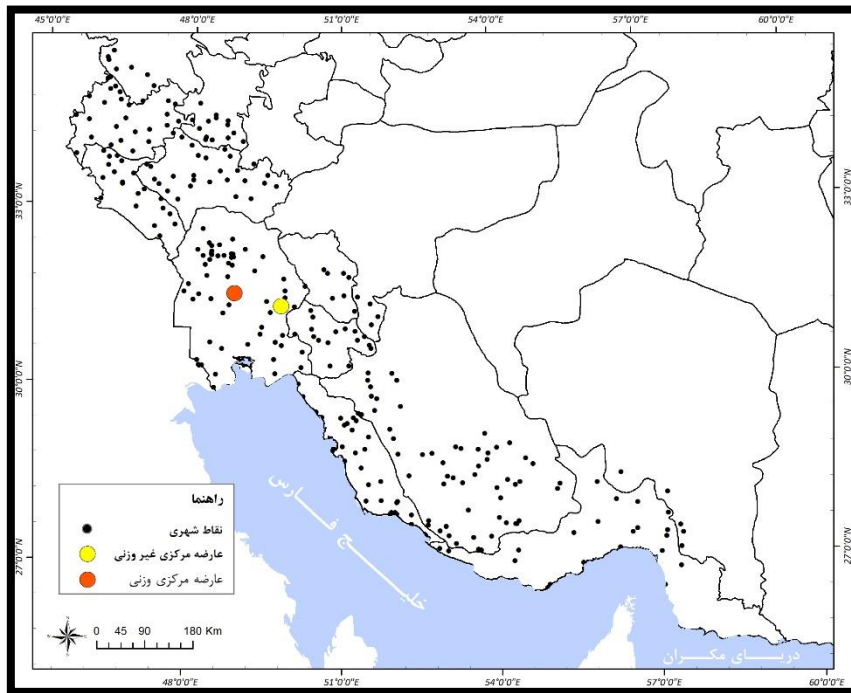 45°0'0"E 48°0'0"E 51°0'0"E 54°0'0"E 57°0'0"E 60°0'0"E
33°0'0"N 33°0'0"N
30°0'0"N 30°0'0"N
27°0'0"N 27°0'0"N
خلیج فارس
راهنما
نقاط شهری
عارضه مرکزی غیر وزنی
عارضه مرکزی وزنی
0 45 90 180 Km
دریای مکران
48°0'0"E 51°0'0"E 54°0'0"E 57°0'0"E 60°0'0"E